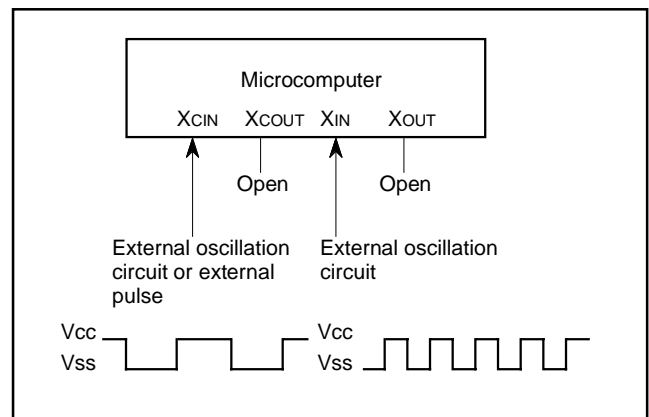 Microcomputer
XCIN XCOUT XIN XOUT
Open Open
External oscillation
circuit or external
pulse
External oscillation
circuit
Vcc Vcc
Vss Vss